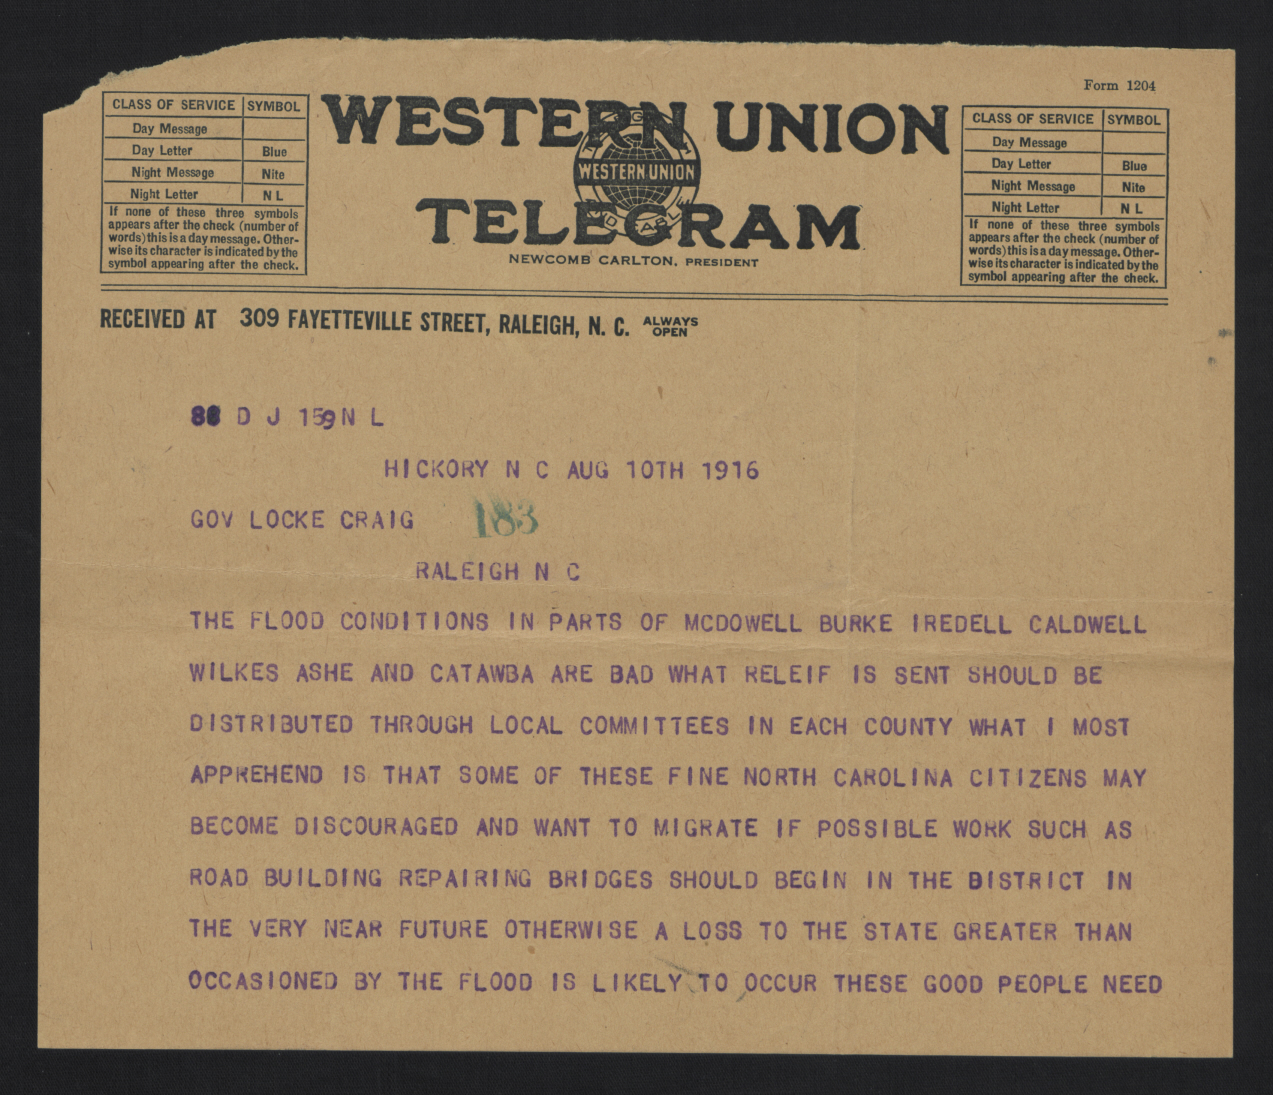 Form 1204
CLASS OF SERVICE SYMBOL
Day Message
Day Letter Blue
Night Message Nite
Night Letter N L
If none of these three symbols
appears after the check (number of
words) this is a day message. Other-
wise its character is indicated by the
symbol appearing after the check.
WESTERN UNION
WESTERN UNION
TELEGRAM
NEWCOMB CARLTON, PRESIDENT
CLASS OF SERVICE SYMBOL
Day Message
Day Letter Blue
Night Message Nite
Night Letter N L
If none of these three symbols
appears after the check (number of
words) this is a day message. Other-
wise its character is indicated by the
symbol appearing after the check.
RECEIVED AT 309 FAYETTEVILLE STREET, RALEIGH, N. C. ALWAYS OPEN
D J 159 N L
HICKORY N C AUG 10TH 1916
GOV LOCKE CRAIG 183
RALEIGH N C
THE FLOOD CONDITIONS IN PARTS OF MCDOWELL BURKE IREDELL CALDWELL
WILKES ASHE AND CATAWBA ARE BAD WHAT RELEIF IS SENT SHOULD BE
DISTRIBUTED THROUGH LOCAL COMMITTEES IN EACH COUNTY WHAT I MOST
APPREHEND IS THAT SOME OF THESE FINE NORTH CAROLINA CITIZENS MAY
BECOME DISCOURAGED AND WANT TO MIGRATE IF POSSIBLE WORK SUCH AS
ROAD BUILDING REPAIRING BRIDGES SHOULD BEGIN IN THE DISTRICT IN
THE VERY NEAR FUTURE OTHERWISE A LOSS TO THE STATE GREATER THAN
OCCASIONED BY THE FLOOD IS LIKELY TO OCCUR THESE GOOD PEOPLE NEED